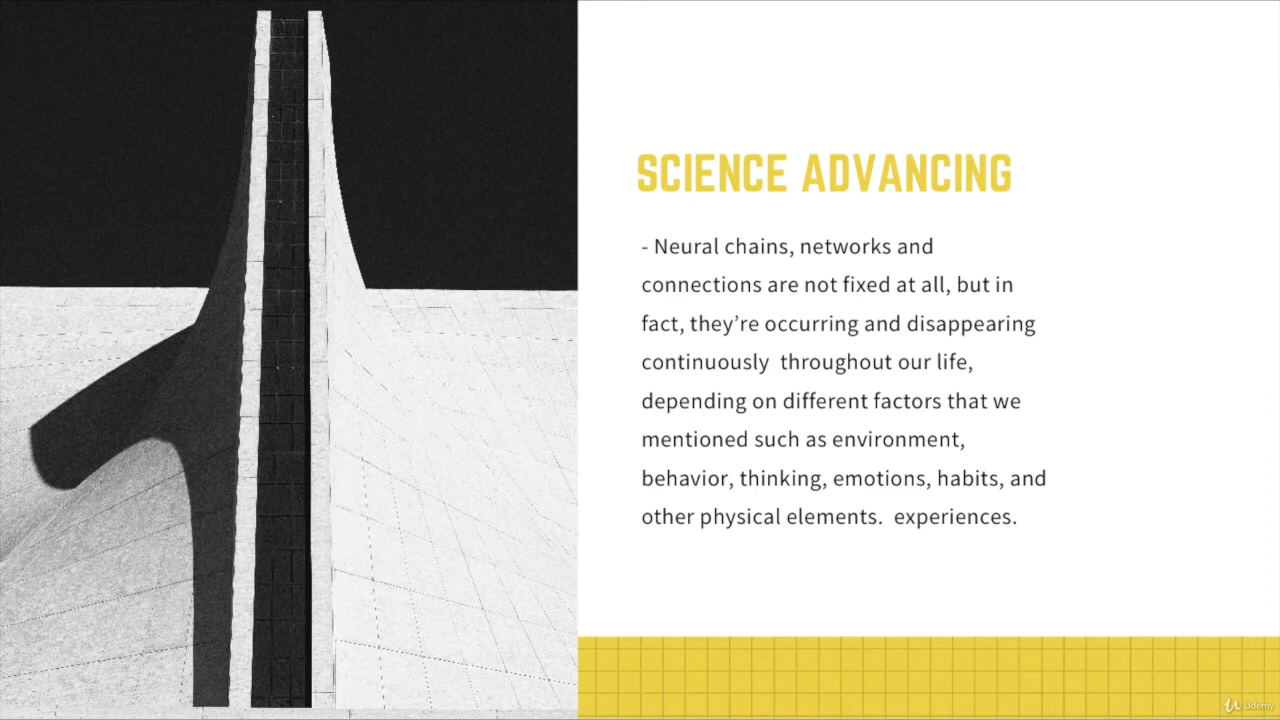 SCIENCE ADVANCING
- Neural chains, networks and
connections are not fixed at all, but in
fact, they’re occurring and disappearing
continuously  throughout our life,
depending on different factors that we
mentioned such as environment,
behavior, thinking, emotions, habits, and
other physical elements.  experiences.
Udemy